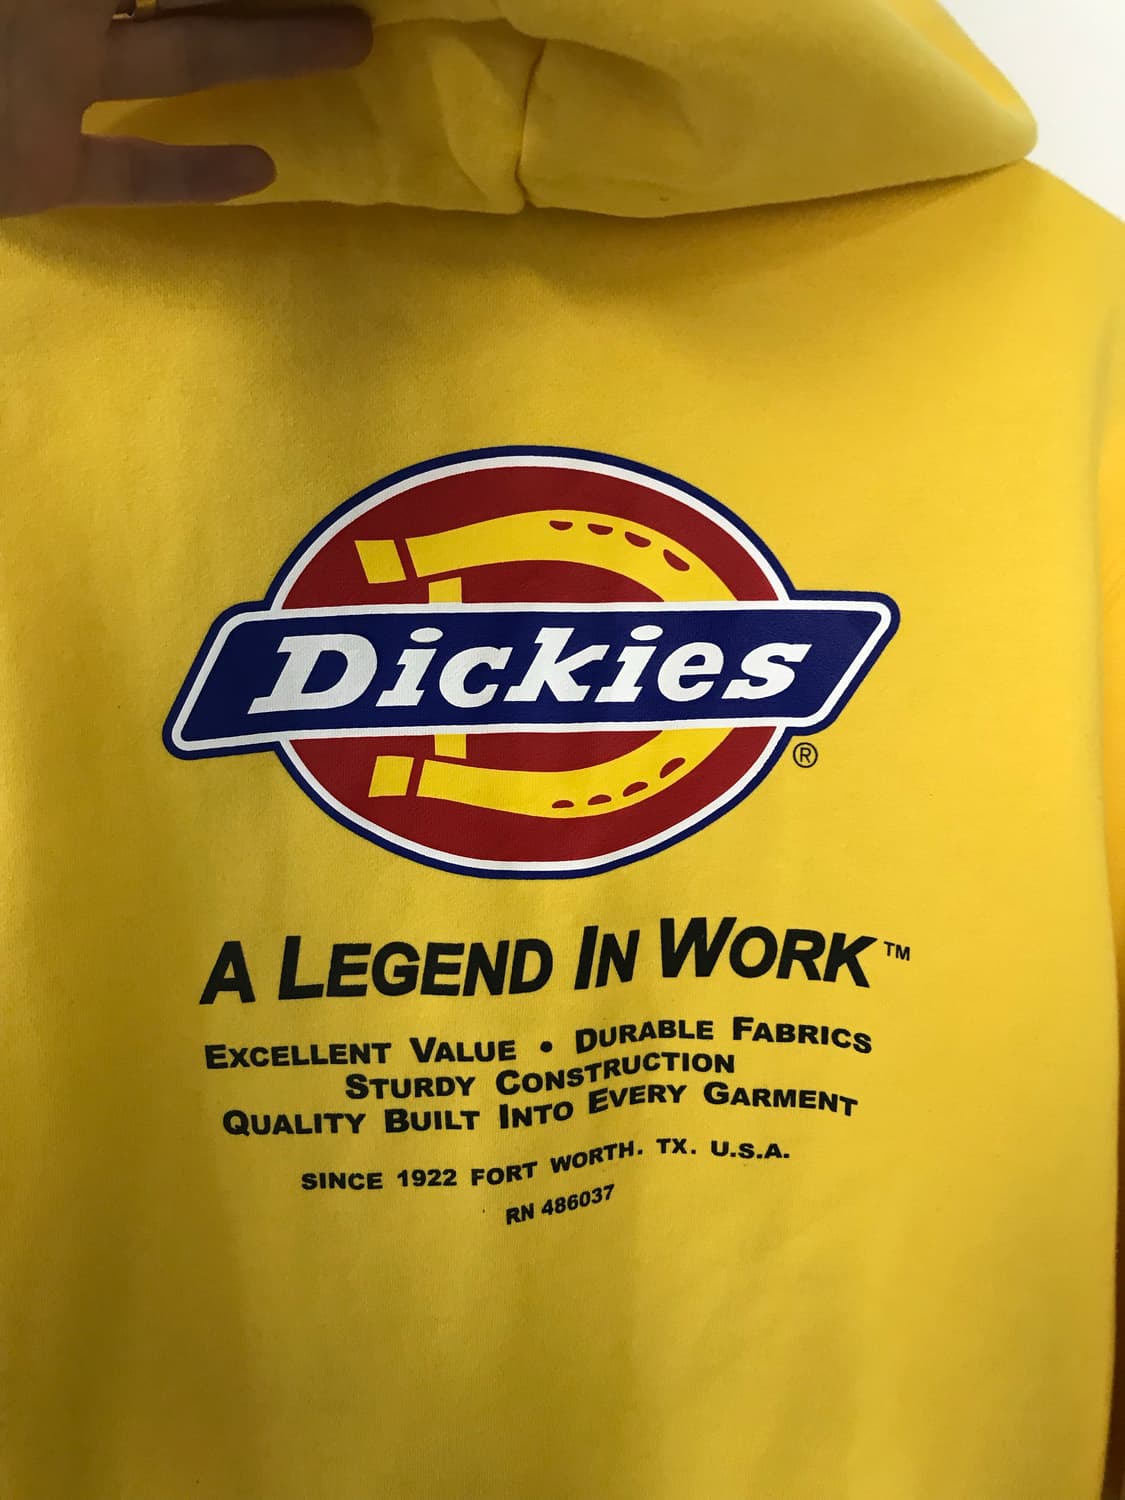 Dickies
®
A LEGEND IN WORK™
EXCELLENT VALUE • DURABLE FABRICS
STURDY CONSTRUCTION
QUALITY BUILT INTO EVERY GARMENT
SINCE 1922 FORT WORTH. TX. U.S.A.
RN 486037